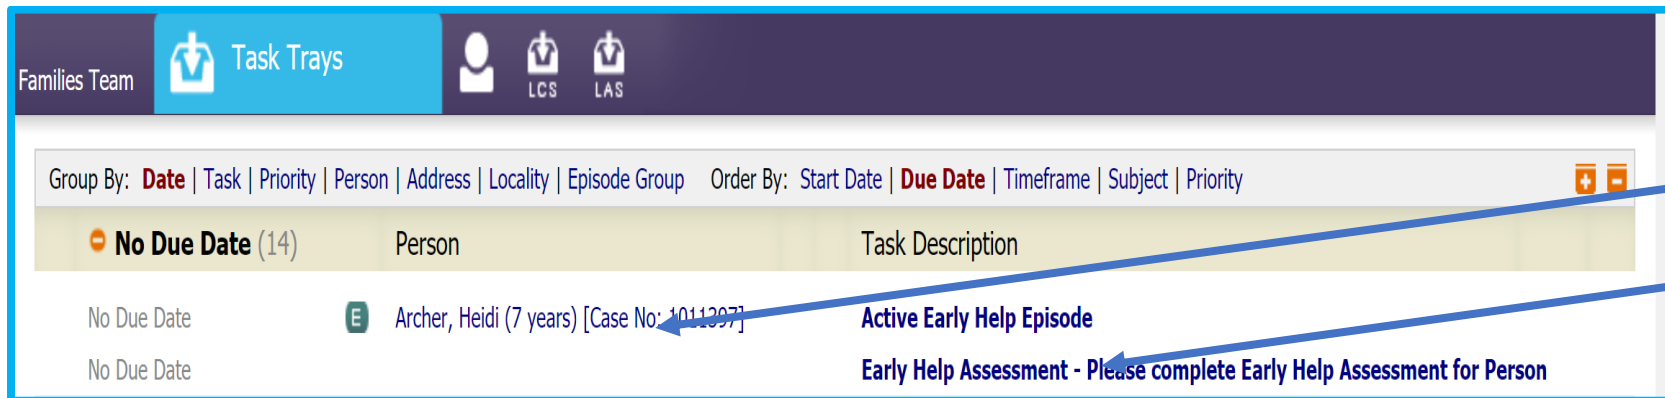 Families Team
Task Trays
LCS
LAS
Group By: Date | Task | Priority | Person | Address | Locality | Episode Group Order By: Start Date | Due Date | Timeframe | Subject | Priority
No Due Date (14) Person Task Description
No Due Date E Archer, Heidi (7 years) [Case No: 1011397] Active Early Help Episode
No Due Date Early Help Assessment - Please complete Early Help Assessment for Person